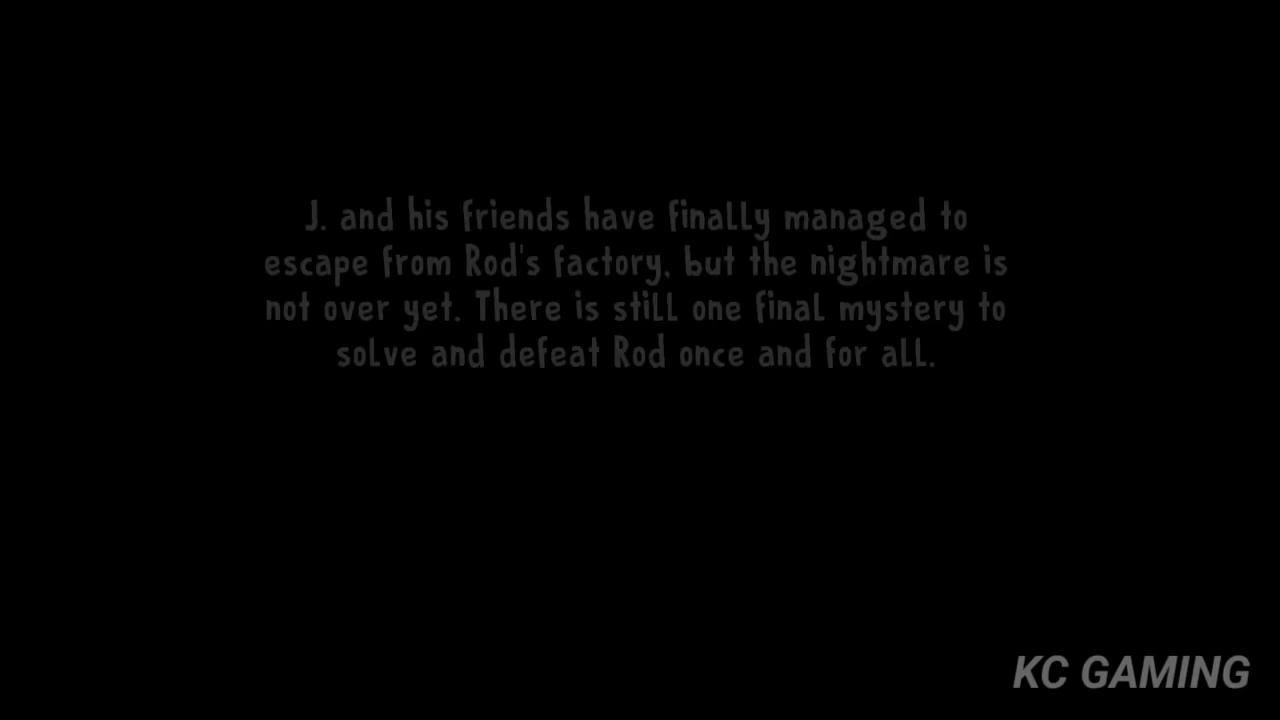 J. and his friends have finally managed to
escape from Rod's factory, but the nightmare is
not over yet. There is still one final mystery to
solve and defeat Rod once and for all.
KC GAMING